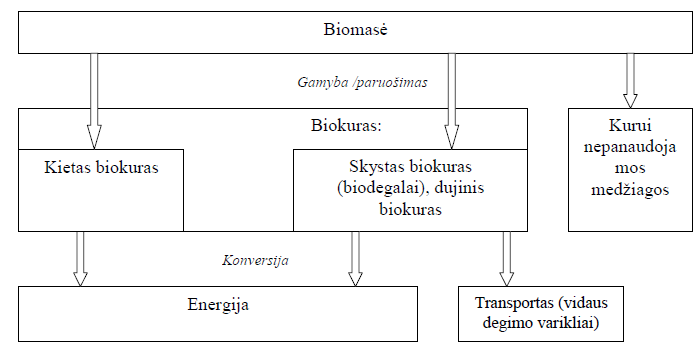 Biomasė
Gamyba /paruošimas
Biokuras:
Kietas biokuras
Skystas biokuras
(biodegalai), dujinis
biokuras
Kurui
nepanaudoja
mos
medžiagos
Konversija
Energija
Transportas (vidaus
degimo varikliai)